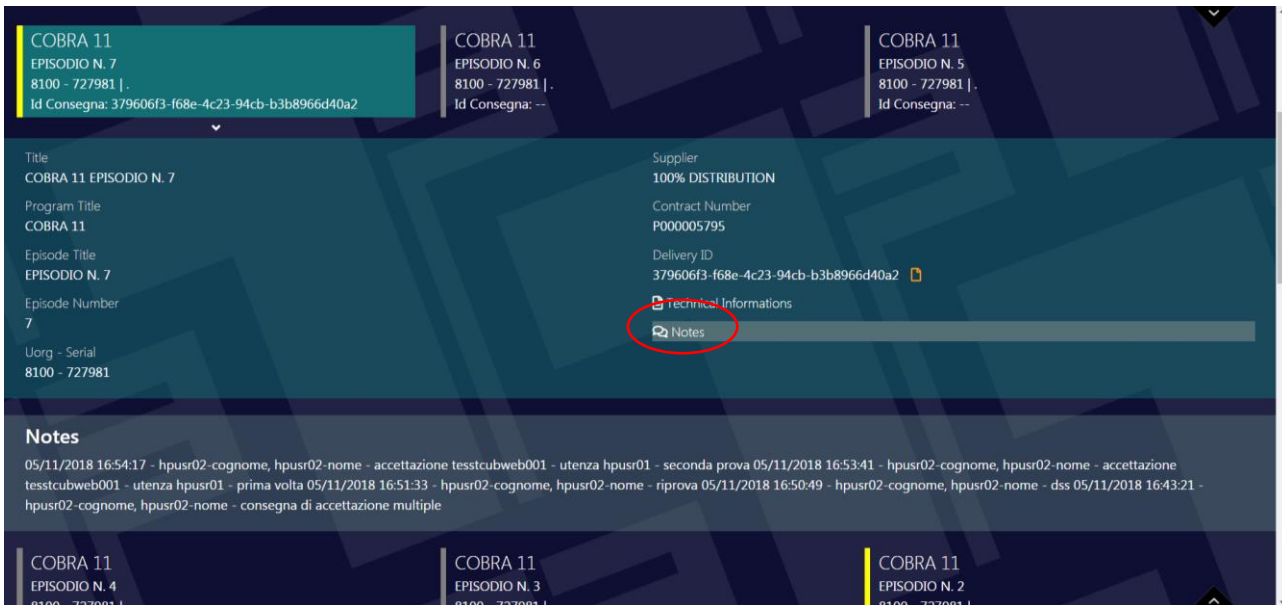 COBRA 11
EPISODIO N. 7
8100 - 727981 | .
Id Consegna: 379606f3-f68e-4c23-94cb-b3b8966d40a2
COBRA 11
EPISODIO N. 6
8100 - 727981 | .
Id Consegna: --
COBRA 11
EPISODIO N. 5
8100 - 727981 | .
Id Consegna: --
Title
COBRA 11 EPISODIO N. 7
Program Title
COBRA 11
Episode Title
EPISODIO N. 7
Episode Number
7
Uorg - Serial
8100 - 727981
Supplier
100% DISTRIBUTION
Contract Number
P000005795
Delivery ID
379606f3-f68e-4c23-94cb-b3b8966d40a2
Technical Informations
Notes
Notes
05/11/2018 16:54:17 - hpusr02-cognome, hpusr02-nome - accettazione tesstcubweb001 - utenza hpusr01 - seconda prova 05/11/2018 16:53:41 - hpusr02-cognome, hpusr02-nome - accettazione
tesstcubweb001 - utenza hpusr01 - prima volta 05/11/2018 16:51:33 - hpusr02-cognome, hpusr02-nome - riprova 05/11/2018 16:50:49 - hpusr02-cognome, hpusr02-nome - dss 05/11/2018 16:43:21 -
hpusr02-cognome, hpusr02-nome - consegna di accettazione multiple
COBRA 11
EPISODIO N. 4
8100 - 727981 |
COBRA 11
EPISODIO N. 3
8100 - 727981 |
COBRA 11
EPISODIO N. 2
8100 - 727981 |